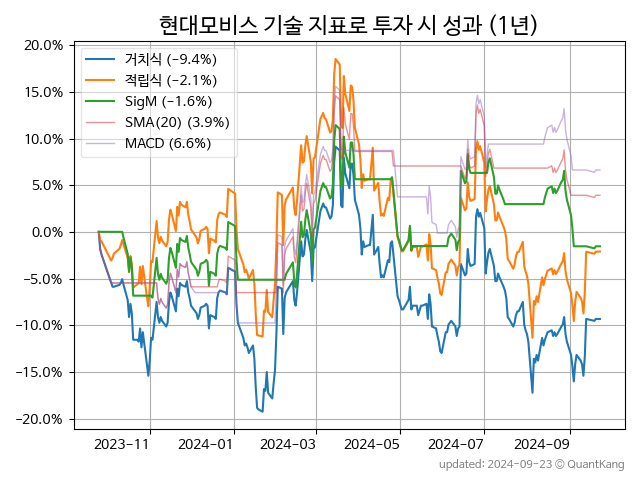 현대모비스 기술 지표로 투자 시 성과 (1년)
20.0%
15.0%
10.0%
5.0%
0.0%
−5.0%
−10.0%
−15.0%
−20.0%
거치식 (−9.4%)
적립식 (−2.1%)
SigM (−1.6%)
SMA(20) (3.9%)
MACD (6.6%)
2023−11 2024−01 2024−03 2024−05 2024−07 2024−09
updated: 2024-09-23 © QuantKang